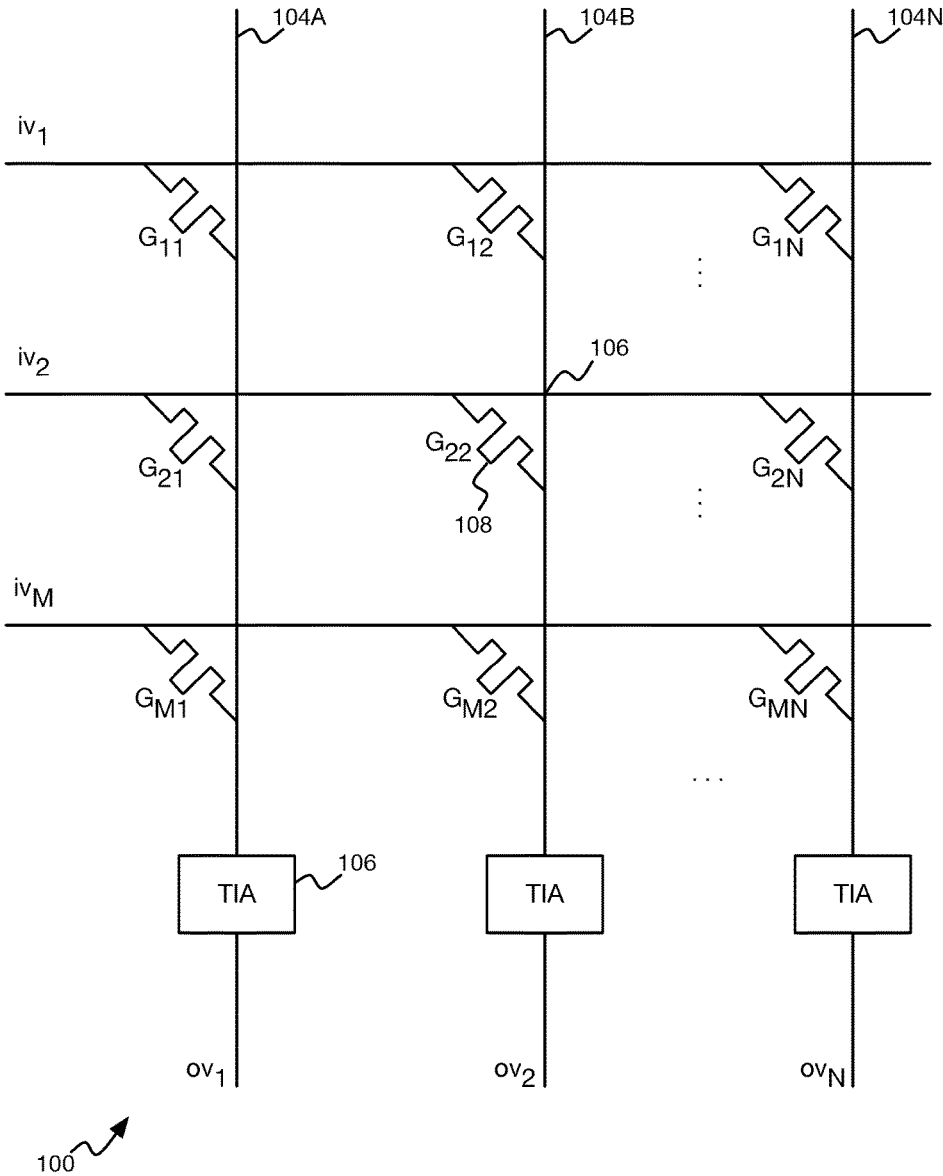 104A
104B
104N
iv1
G11
G12
G1N
⋮
iv2
106
G21
G22
G2N
108
⋮
ivM
GM1
GM2
GMN
...
TIA
106
TIA
TIA
ov1
ov2
ovN
100